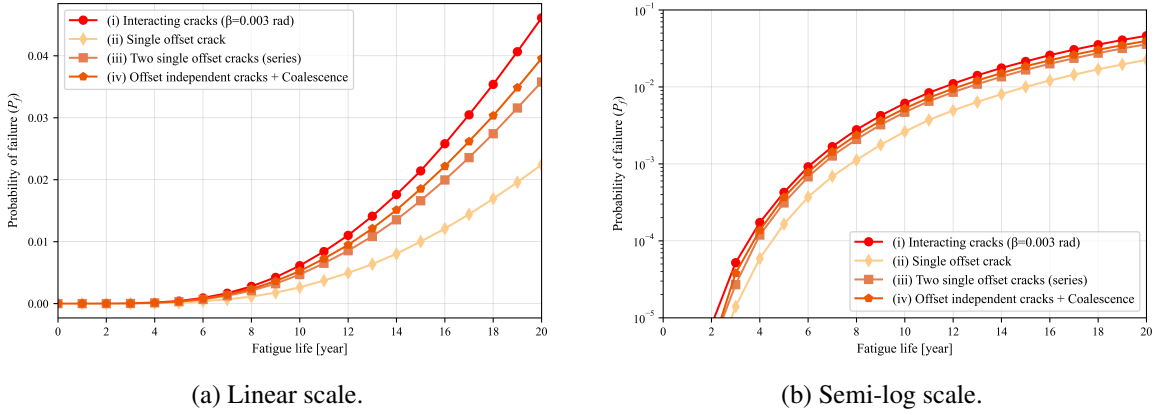 (i) Interacting cracks (β=0.003 rad)
(ii) Single offset crack
(iii) Two single offset cracks (series)
(iv) Offset independent cracks + Coalescence
Probability of failure (P_f)
0.04
0.03
0.02
0.01
0.00
0 2 4 6 8 10 12 14 16 18 20
Fatigue life [year]
(a) Linear scale.
10⁻¹
10⁻²
10⁻³
10⁻⁴
10⁻⁵
Probability of failure (P_f)
(i) Interacting cracks (β=0.003 rad)
(ii) Single offset crack
(iii) Two single offset cracks (series)
(iv) Offset independent cracks + Coalescence
0 2 4 6 8 10 12 14 16 18 20
Fatigue life [year]
(b) Semi-log scale.